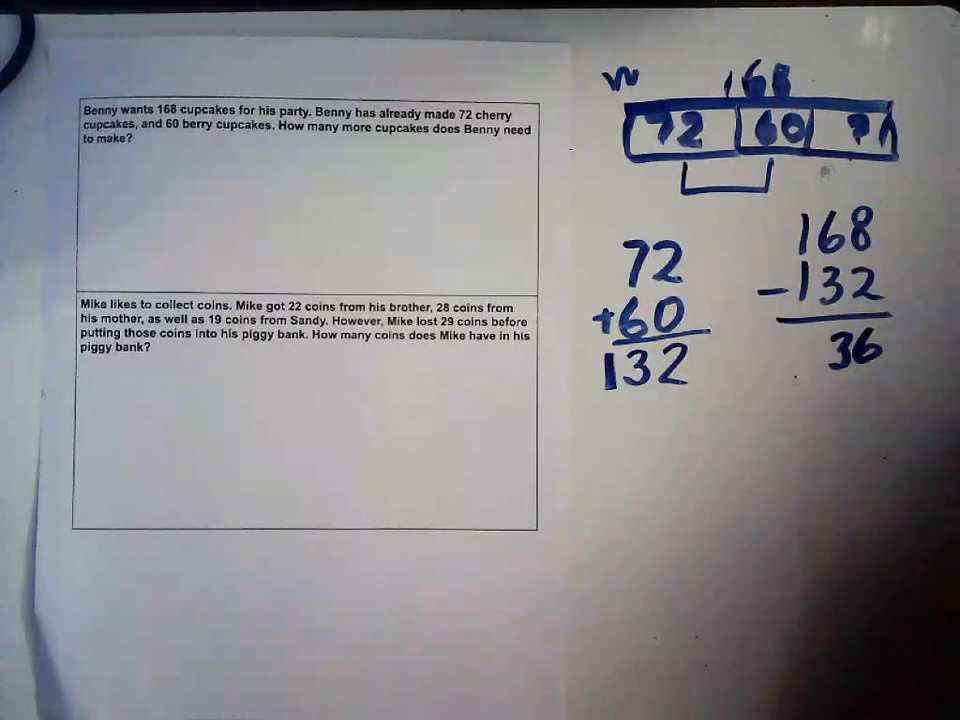 Benny wants 168 cupcakes for his party. Benny has already made 72 cherry
cupcakes, and 60 berry cupcakes. How many more cupcakes does Benny need
to make?
Mike likes to collect coins. Mike got 22 coins from his brother, 28 coins from
his mother, as well as 19 coins from Sandy. However, Mike lost 29 coins before
putting those coins into his piggy bank. How many coins does Mike have in his
piggy bank?
W
168
72 60
72
+60
132
168
-132
36